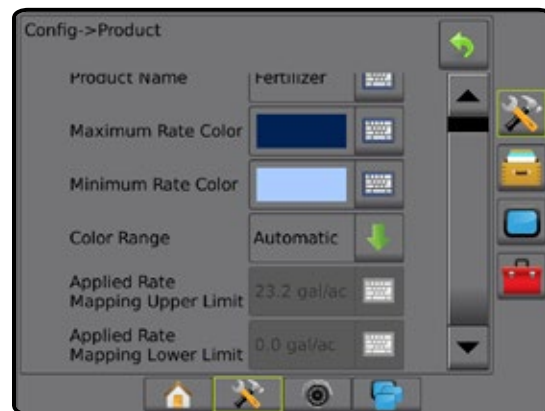 Config->Product
Product Name Fertilizer
Maximum Rate Color
Minimum Rate Color
Color Range Automatic
Applied Rate
Mapping Upper Limit 23.2 gal/ac
Applied Rate
Mapping Lower Limit 0.0 gal/ac